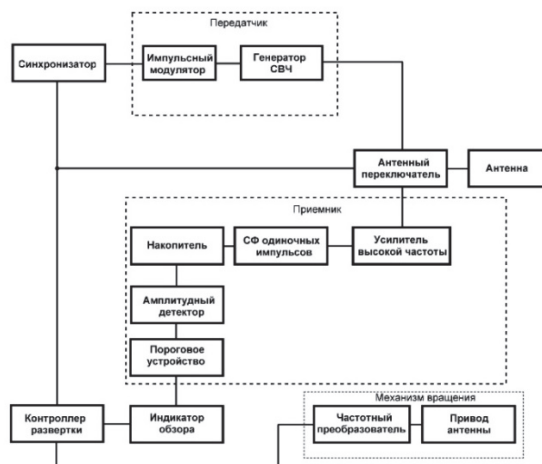 Передатчик
Синхронизатор
Импульсный
модулятор
Генератор
СВЧ
Антенный
переключатель
Антенна
Приемник
Накопитель
СФ одиночных
импульсов
Усилитель
высокой частоты
Амплитудный
детектор
Пороговое
устройство
Контроллер
развертки
Индикатор
обзора
Механизм вращения
Частотный
преобразователь
Привод
антенны